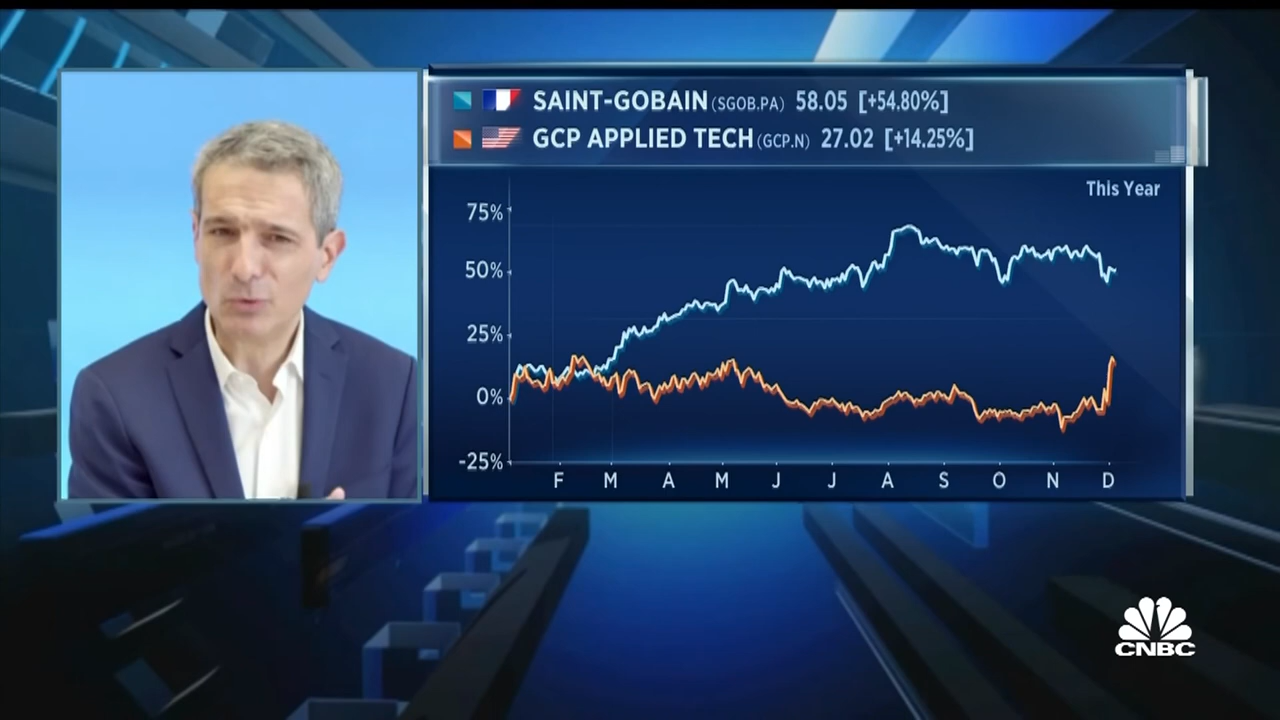 SAINT-GOBAIN (SGOB.PA) 58.05 [+54.80%]
GCP APPLIED TECH (GCP.N) 27.02 [+14.25%]
This Year
75%
50%
25%
0%
-25%
F M A M J J A S O N D
CNBC